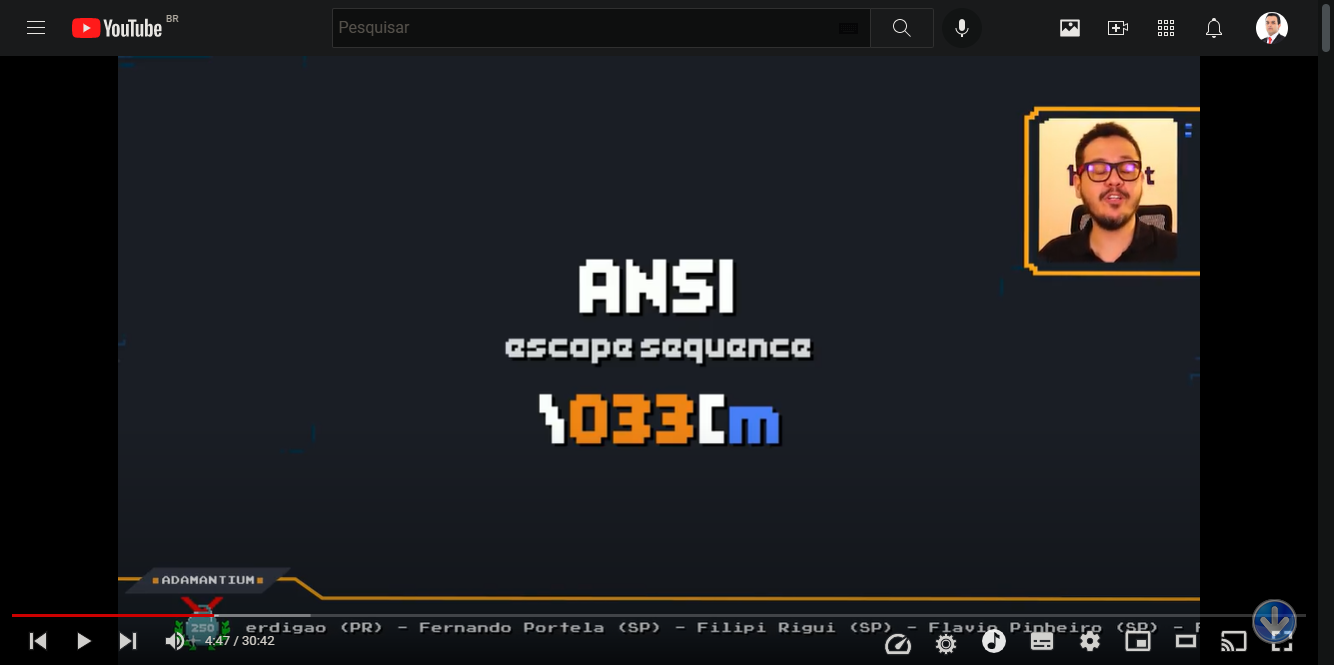 YouTube BR
Pesquisar
ANSI
escape sequence
\033[m
ADAMANTIUM
250
erdigao (PR) - Fernando Portela (SP) - Filipi Rigui (SP) - Flavio Pinheiro (SP) - F
4:47 / 30:42